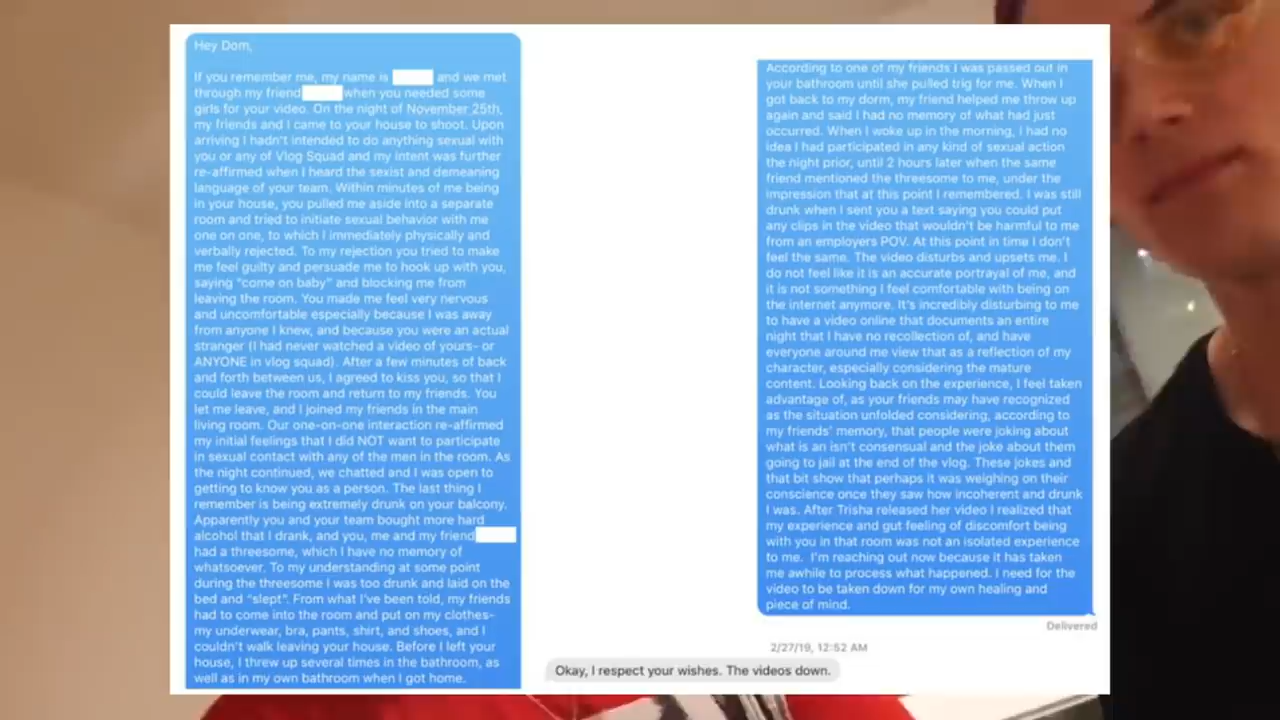 Hey Dom,
If you remember me, my name is and we met
through my friend when you needed some
girls for your video. On the night of November 25th,
my friends and I came to your house to shoot. Upon
arriving I hadn't intended to do anything sexual with
you or any of Vlog Squad and my intent was further
re-affirmed when I heard the sexist and demeaning
language of your team. Within minutes of me being
in your house, you pulled me aside into a separate
room and tried to initiate sexual behavior with me
one on one, to which I immediately physically and
verbally rejected. To my rejection you tried to make
me feel guilty and persuade me to hook up with you,
saying "come on baby" and blocking me from
leaving the room. You made me feel very nervous
and uncomfortable especially because I was away
from anyone I knew, and because you were an actual
stranger (I had never watched a video of yours- or
ANYONE in vlog squad). After a few minutes of back
and forth between us, I agreed to kiss you, so that I
could leave the room and return to my friends. You
let me leave, and I joined my friends in the main
living room. Our one-on-one interaction re-affirmed
my initial feelings that I did NOT want to participate
in sexual contact with any of the men in the room. As
the night continued, we chatted and I was open to
getting to know you as a person. The last thing I
remember is being extremely drunk on your balcony.
Apparently you and your team bought more hard
alcohol that I drank, and you, me and my friend
had a threesome, which I have no memory of
whatsoever. To my understanding at some point
during the threesome I was too drunk and laid on the
bed and "slept". From what I've been told, my friends
had to come into the room and put on my clothes-
my underwear, bra, pants, shirt, and shoes, and I
couldn't walk leaving your house. Before I left your
house, I threw up several times in the bathroom, as
well as in my own bathroom when I got home.
According to one of my friends I was passed out in
your bathroom until she pulled trig for me. When I
got back to my dorm, my friend helped me throw up
again and said I had no memory of what had just
occurred. When I woke up in the morning, I had no
idea I had participated in any kind of sexual action
the night prior, until 2 hours later when the same
friend mentioned the threesome to me, under the
impression that at this point I remembered. I was still
drunk when I sent you a text saying you could put
any clips in the video that wouldn't be harmful to me
from an employers POV. At this point in time I don't
feel the same. The video disturbs and upsets me. I
do not feel like it is an accurate portrayal of me, and
it is not something I feel comfortable with being on
the internet anymore. It's incredibly disturbing to me
to have a video online that documents an entire
night that I have no recollection of, and have
everyone around me view that as a reflection of my
character, especially considering the mature
content. Looking back on the experience, I feel taken
advantage of, as your friends may have recognized
as the situation unfolded considering, according to
my friends' memory, that people were joking about
what is an isn't consensual and the joke about them
going to jail at the end of the vlog. These jokes and
that bit show that perhaps it was weighing on their
conscience once they saw how incoherent and drunk
I was. After Trisha released her video I realized that
my experience and gut feeling of discomfort being
with you in that room was not an isolated experience
to me. I'm reaching out now because it has taken
me awhile to process what happened. I need for the
video to be taken down for my own healing and
piece of mind.
Delivered
2/27/19, 12:52 AM
Okay, I respect your wishes. The videos down.